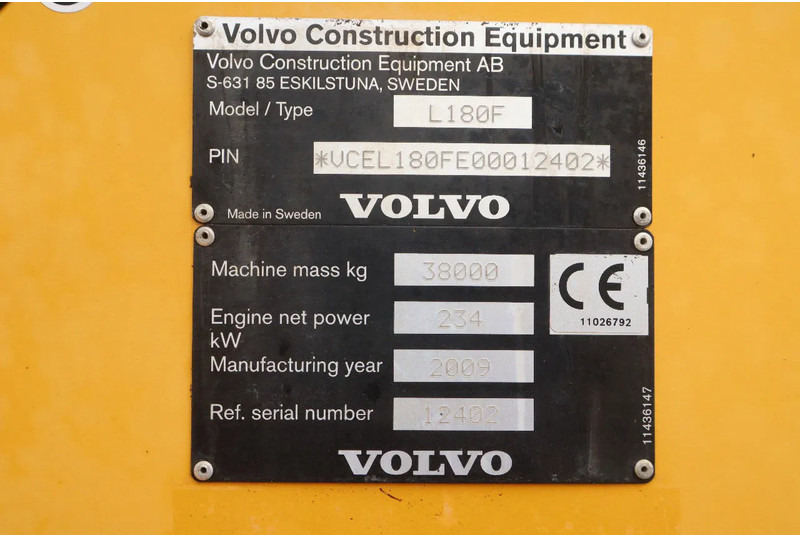 Volvo Construction Equipment
Volvo Construction Equipment AB
S-631 85 ESKILSTUNA, SWEDEN
Model / Type L180F
PIN *VCEL180FE00012402*
11436146
Made in Sweden VOLVO
Machine mass kg 38000
CE
11026792
Engine net power 234
kW
Manufacturing year 2009
Ref. serial number 12402
11436147
VOLVO